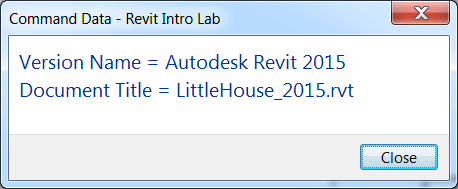 Command Data - Revit Intro Lab
Version Name = Autodesk Revit 2015
Document Title = LittleHouse_2015.rvt
Close